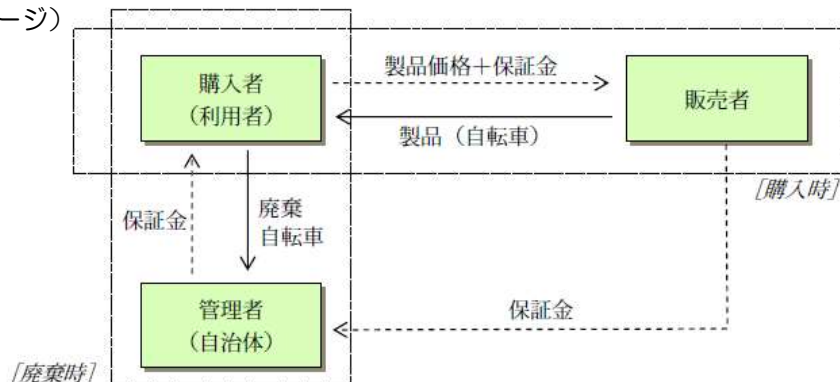 ージ）
購入者
（利用者）
製品価格＋保証金
製品（自転車）
販売者
［購入時］
保証金
廃棄
自転車
管理者
（自治体）
保証金
［廃棄時］